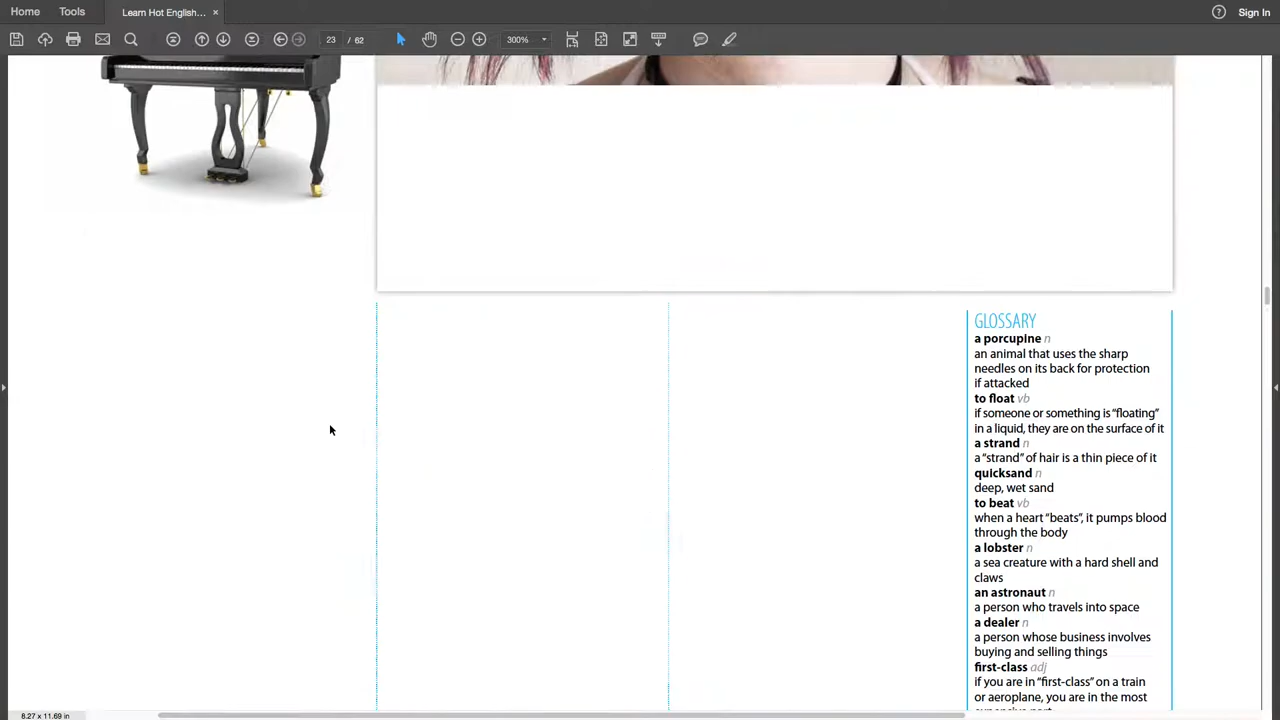 Home
Tools
Learn Hot English...
×
?
Sign In
23 / 62
300%
GLOSSARY
a porcupine n
an animal that uses the sharp
needles on its back for protection
if attacked
to float vb
if someone or something is “floating”
in a liquid, they are on the surface of it
a strand n
a “strand” of hair is a thin piece of it
quicksand n
deep, wet sand
to beat vb
when a heart “beats”, it pumps blood
through the body
a lobster n
a sea creature with a hard shell and
claws
an astronaut n
a person who travels into space
a dealer n
a person whose business involves
buying and selling things
first-class adj
if you are in “first-class” on a train
or aeroplane, you are in the most
8.27 x 11.69 in